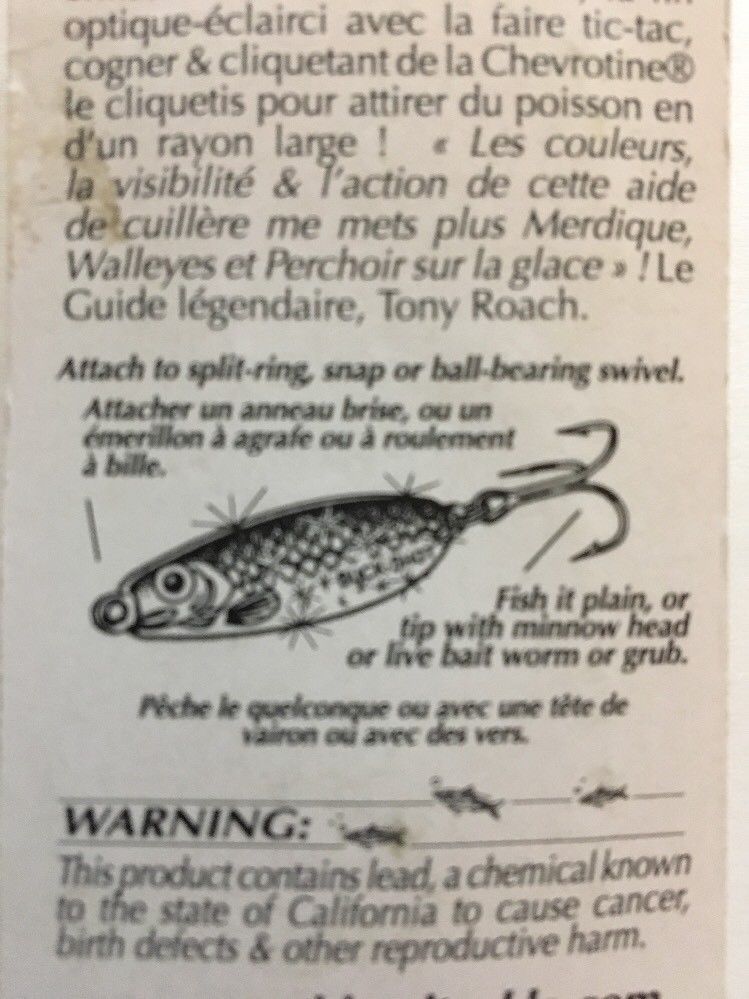 optique-éclairci avec la faire tic-tac,
cogner & cliquetant de la Chevrotine®
le cliquetis pour attirer du poisson en
d'un rayon large ! « Les couleurs,
la visibilité & l'action de cette aide
de cuillère me mets plus Merdique,
Walleyes et Perchoir sur la glace » ! Le
Guide légendaire, Tony Roach.
Attach to split-ring, snap or ball-bearing swivel.
Attacher un anneau brise, ou un
émerillon à agrafe ou à roulement
à bille.
BUCK-SHOT
Fish it plain, or
tip with minnow head
or live bait worm or grub.
Pêche le quelconque ou avec une tête de
vairon ou avec des vers.
WARNING:
This product contains lead, a chemical known
to the state of California to cause cancer,
birth defects & other reproductive harm.